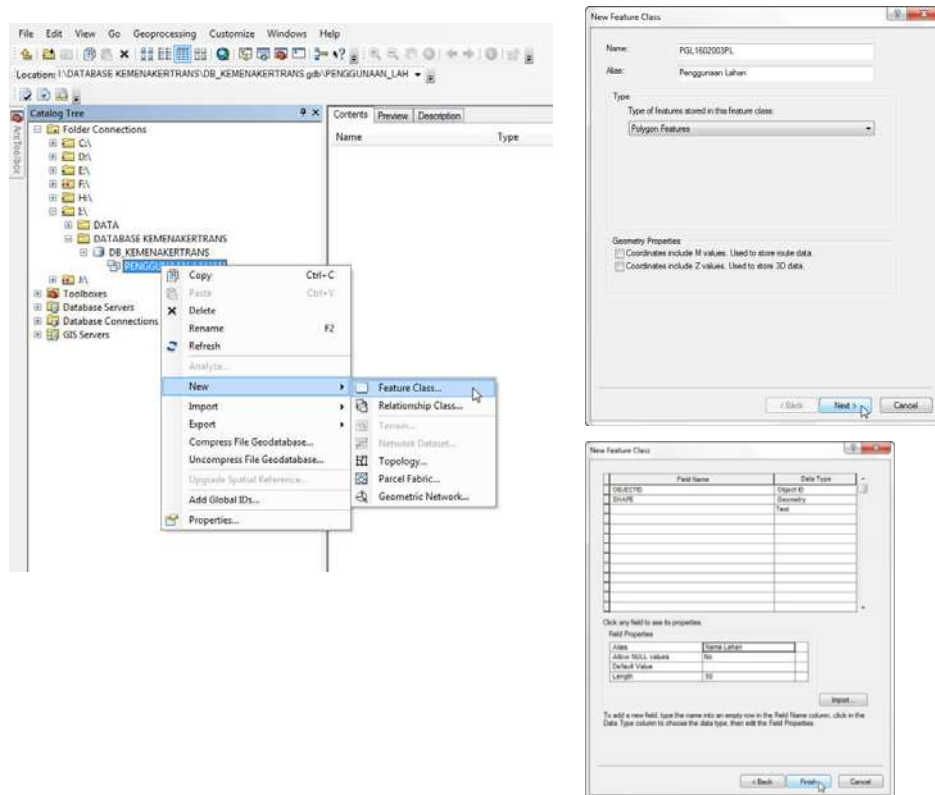 File Edit View Go Geoprocessing Customize Windows Help
Location: I:\DATABASE KEMENAKERTRANS\DB_KEMENAKERTRANS.gdb\PENGGUNAAN_LAH
Catalog Tree
ArcToolbox
Folder Connections
C:\
D:\
E:\
F:\
H:\
I:\
DATA
DATABASE KEMENAKERTRANS
DB_KEMENAKERTRANS
Toolboxes
Database Servers
Database Connections
GIS Servers
Contents Preview Description
Name Type
Copy Ctrl+C
Paste Ctrl+V
Delete
Rename F2
Refresh
Analyze...
New
Import
Export
Compress File Geodatabase...
Uncompress File Geodatabase...
Upgrade Spatial Reference...
Add Global IDs...
Properties...
Feature Class...
Relationship Class...
Terrain...
Network Dataset...
Topology...
Parcel Fabric...
Geometric Network...
New Feature Class
Name: PGL1602003PL
Alias: Penggunaan Lahan
Type
Type of features stored in this feature class:
Polygon Features
Geometry Properties
Coordinates include M values. Used to store route data.
Coordinates include Z values. Used to store 3D data.
< Back Next > Cancel
New Feature Class
Field Name Data Type
OBJECTID Object ID
SHAPE Geometry
Text
Click any field to see its properties.
Field Properties
Alias Nama Lahan
Allow NULL values No
Default Value
Length 50
Import...
To add a new field, type the name into an empty row in the Field Name column, click in the
Data Type column to choose the data type, then edit the Field Properties.
< Back Finish Cancel